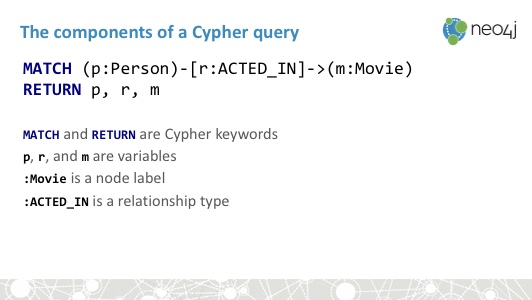 The components of a Cypher query
neo4j
MATCH (p:Person)-[r:ACTED_IN]->(m:Movie)
RETURN p, r, m
MATCH and RETURN are Cypher keywords
p, r, and m are variables
:Movie is a node label
:ACTED_IN is a relationship type